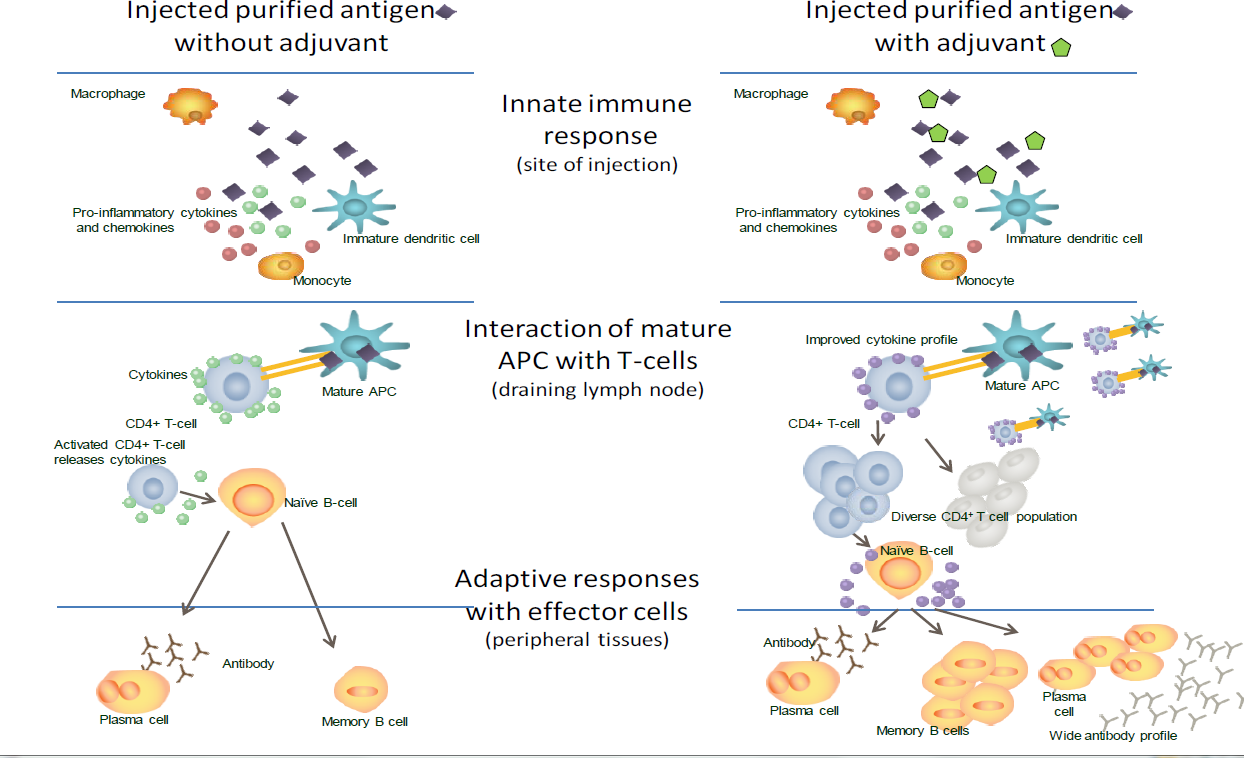 Injected purified antigen
without adjuvant
Injected purified antigen
with adjuvant
Macrophage
Pro-inflammatory cytokines
and chemokines
Immature dendritic cell
Monocyte
Innate immune
response
(site of injection)
Macrophage
Pro-inflammatory cytokines
and chemokines
Immature dendritic cell
Monocyte
Cytokines
Mature APC
CD4+ T-cell
Activated CD4+ T-cell
releases cytokines
Naïve B-cell
Interaction of mature
APC with T-cells
(draining lymph node)
Improved cytokine profile
Mature APC
CD4+ T-cell
Diverse CD4+ T cell population
Naïve B-cell
Adaptive responses
with effector cells
(peripheral tissues)
Antibody
Plasma cell
Memory B cell
Antibody
Plasma cell
Memory B cells
Plasma
cell
Wide antibody profile